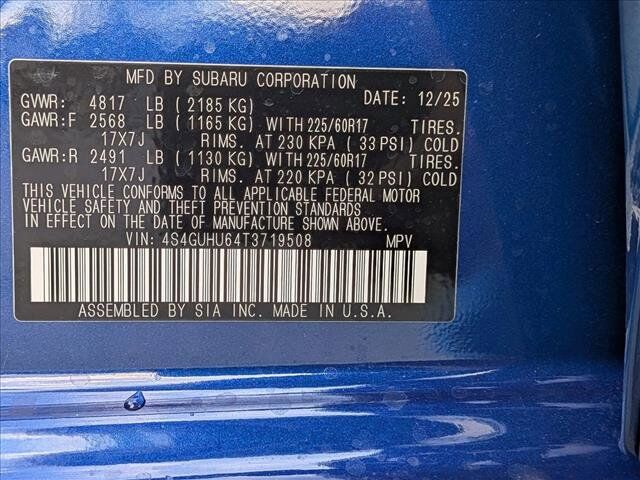 MFD BY SUBARU CORPORATION
GVWR: 4817 LB (2185 KG) DATE: 12/25
GAWR:F 2568 LB (1165 KG) WITH 225/60R17 TIRES.
17X7J RIMS. AT 230 KPA (33 PSI) COLD
GAWR:R 2491 LB (1130 KG) WITH 225/60R17 TIRES.
17X7J RIMS. AT 220 KPA (32 PSI) COLD
THIS VEHICLE CONFORMS TO ALL APPLICABLE FEDERAL MOTOR
VEHICLE SAFETY AND THEFT PREVENTION STANDARDS
IN EFFECT ON THE DATE OF MANUFACTURE SHOWN ABOVE.
VIN: 4S4GUHU64T3719508 MPV
ASSEMBLED BY SIA INC. MADE IN U.S.A.